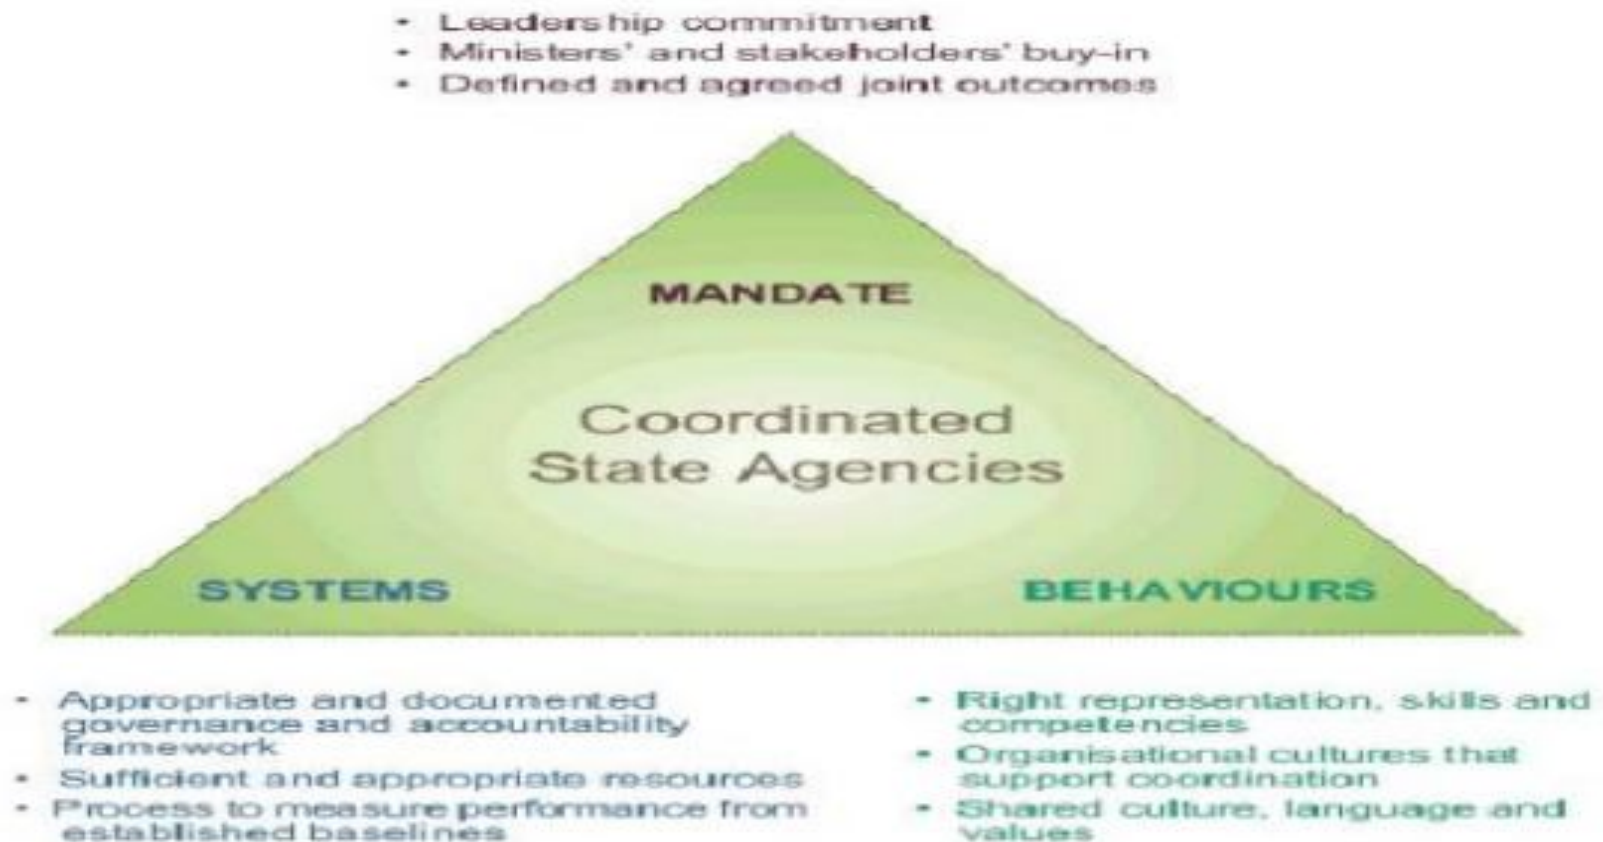 • Leadership commitment
• Ministers' and stakeholders' buy-in
• Defined and agreed joint outcomes
MANDATE
Coordinated
State Agencies
SYSTEMS
BEHAVIOURS
• Appropriate and documented
governance and accountability
framework
• Sufficient and appropriate resources
• Process to measure performance from
established baselines
• Right representation, skills and
competencies
• Organisational cultures that
support coordination
• Shared culture, language and
values